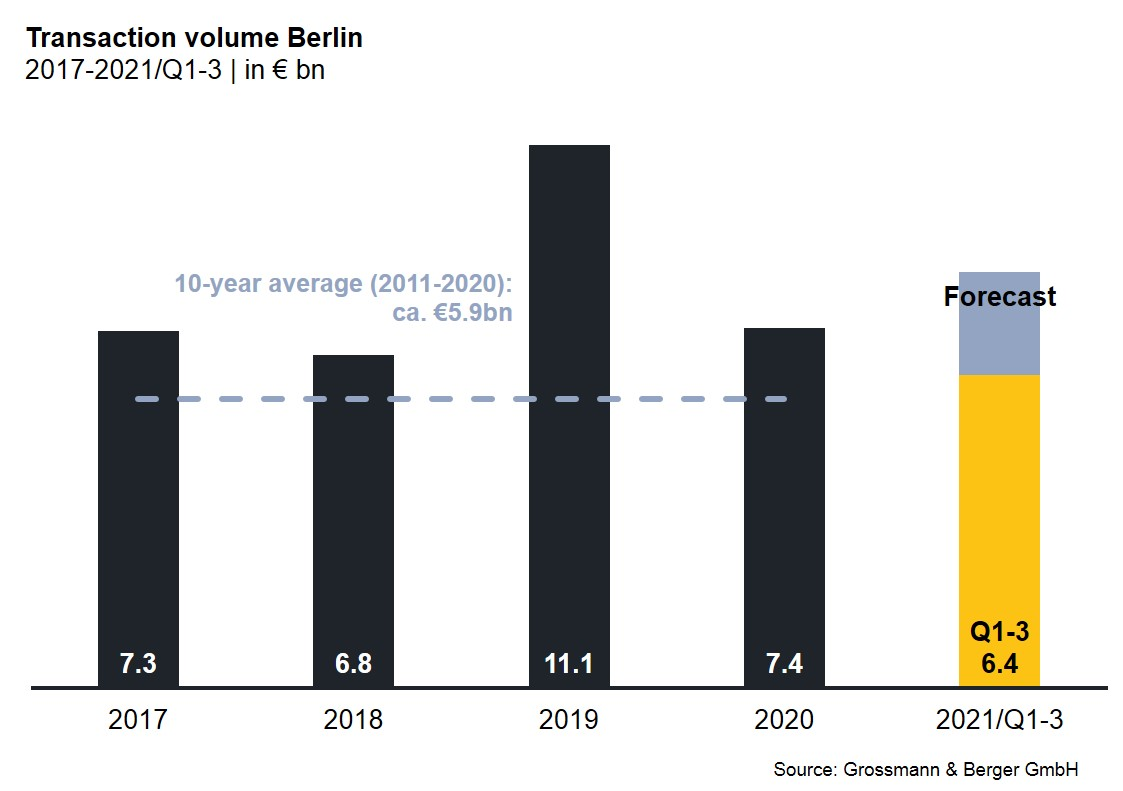 Transaction volume Berlin
2017-2021/Q1-3 | in € bn
10-year average (2011-2020):
ca. €5.9bn
Forecast
Q1-3
7.3 6.8 11.1 7.4 6.4
2017 2018 2019 2020 2021/Q1-3
Source: Grossmann & Berger GmbH